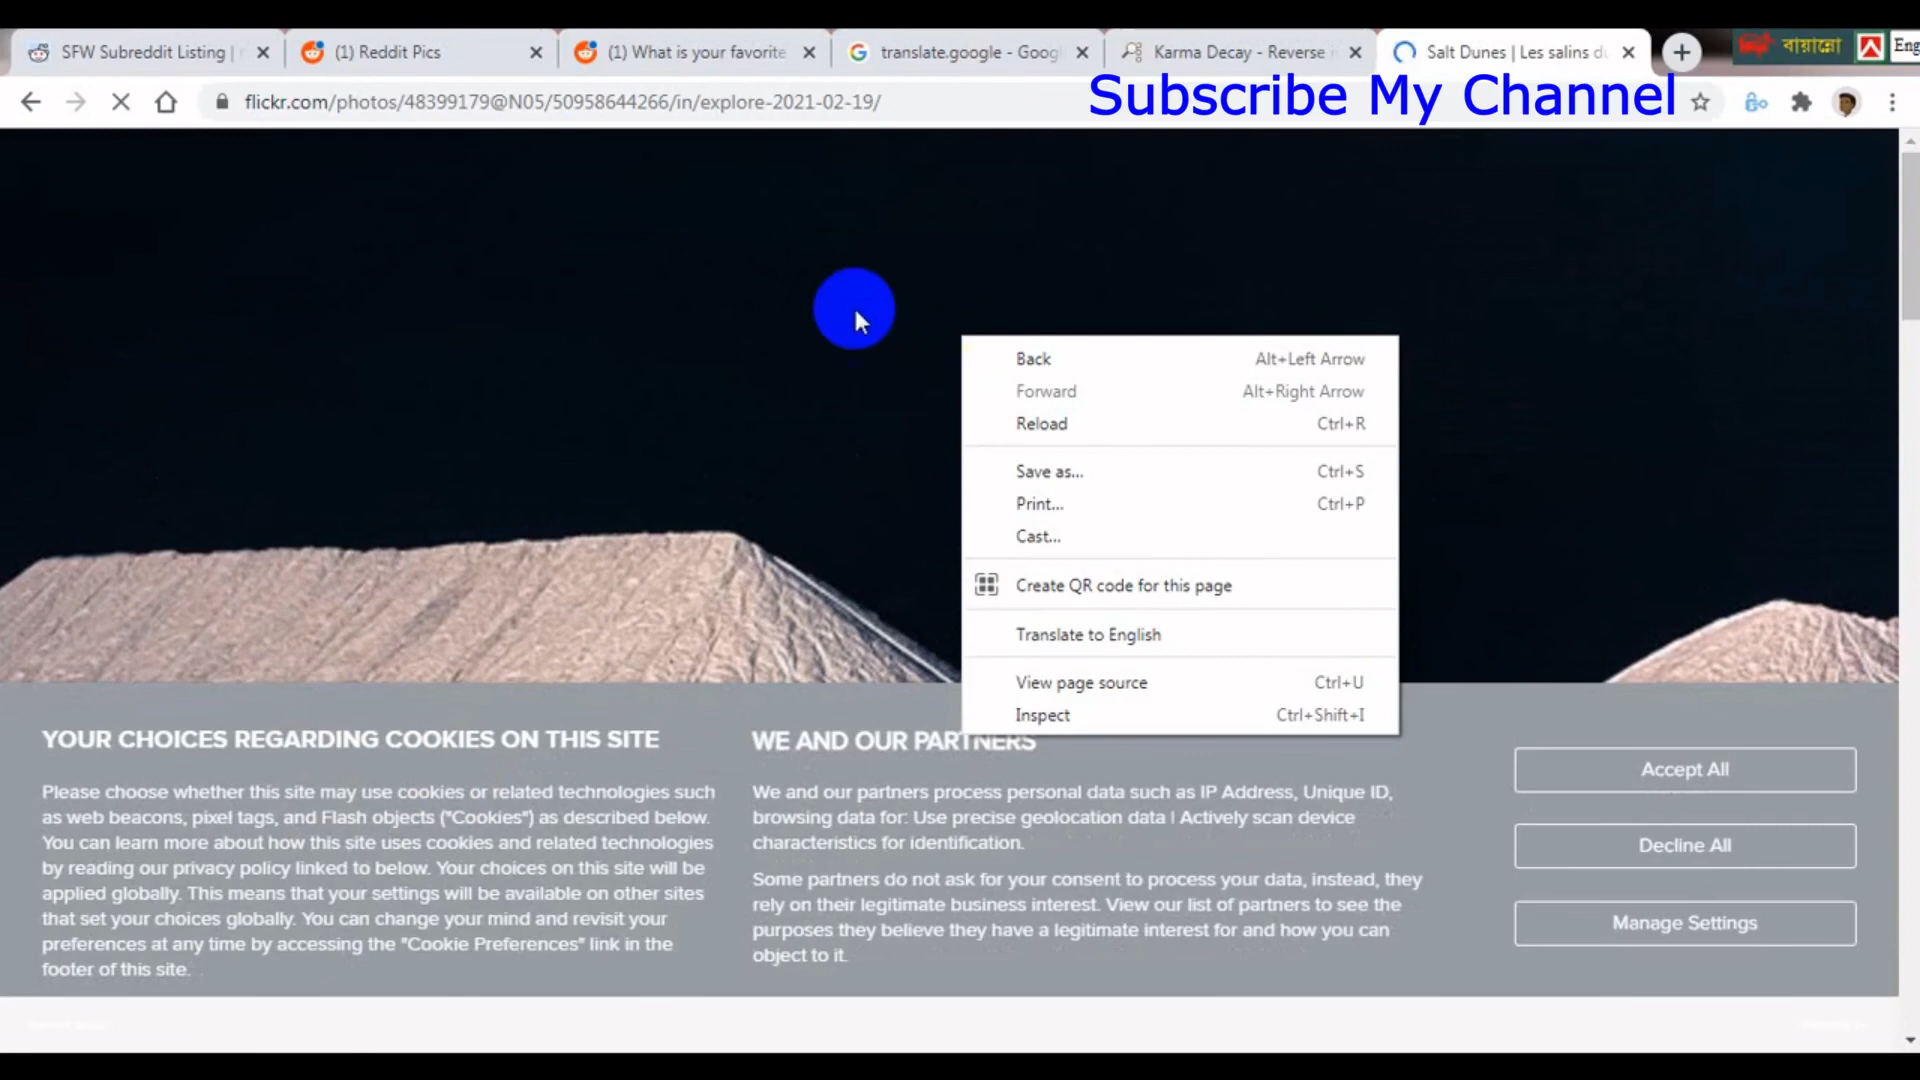 SFW Subreddit Listing |
(1) Reddit Pics
(1) What is your favorite
translate.google - Goog
Karma Decay - Reverse
Salt Dunes | Les salins d
বায়ান্নো
Eng
flickr.com/photos/48399179@N05/50958644266/in/explore-2021-02-19/
Subscribe My Channel
Back Alt+Left Arrow
Forward Alt+Right Arrow
Reload Ctrl+R
Save as... Ctrl+S
Print... Ctrl+P
Cast...
Create QR code for this page
Translate to English
View page source Ctrl+U
Inspect Ctrl+Shift+I
YOUR CHOICES REGARDING COOKIES ON THIS SITE
Please choose whether this site may use cookies or related technologies such
as web beacons, pixel tags, and Flash objects ("Cookies") as described below.
You can learn more about how this site uses cookies and related technologies
by reading our privacy policy linked to below. Your choices on this site will be
applied globally. This means that your settings will be available on other sites
that set your choices globally. You can change your mind and revisit your
preferences at any time by accessing the "Cookie Preferences" link in the
footer of this site.
WE AND OUR PARTNERS
We and our partners process personal data such as IP Address, Unique ID,
browsing data for: Use precise geolocation data | Actively scan device
characteristics for identification.
Some partners do not ask for your consent to process your data, instead, they
rely on their legitimate business interest. View our list of partners to see the
purposes they believe they have a legitimate interest for and how you can
object to it.
Accept All
Decline All
Manage Settings